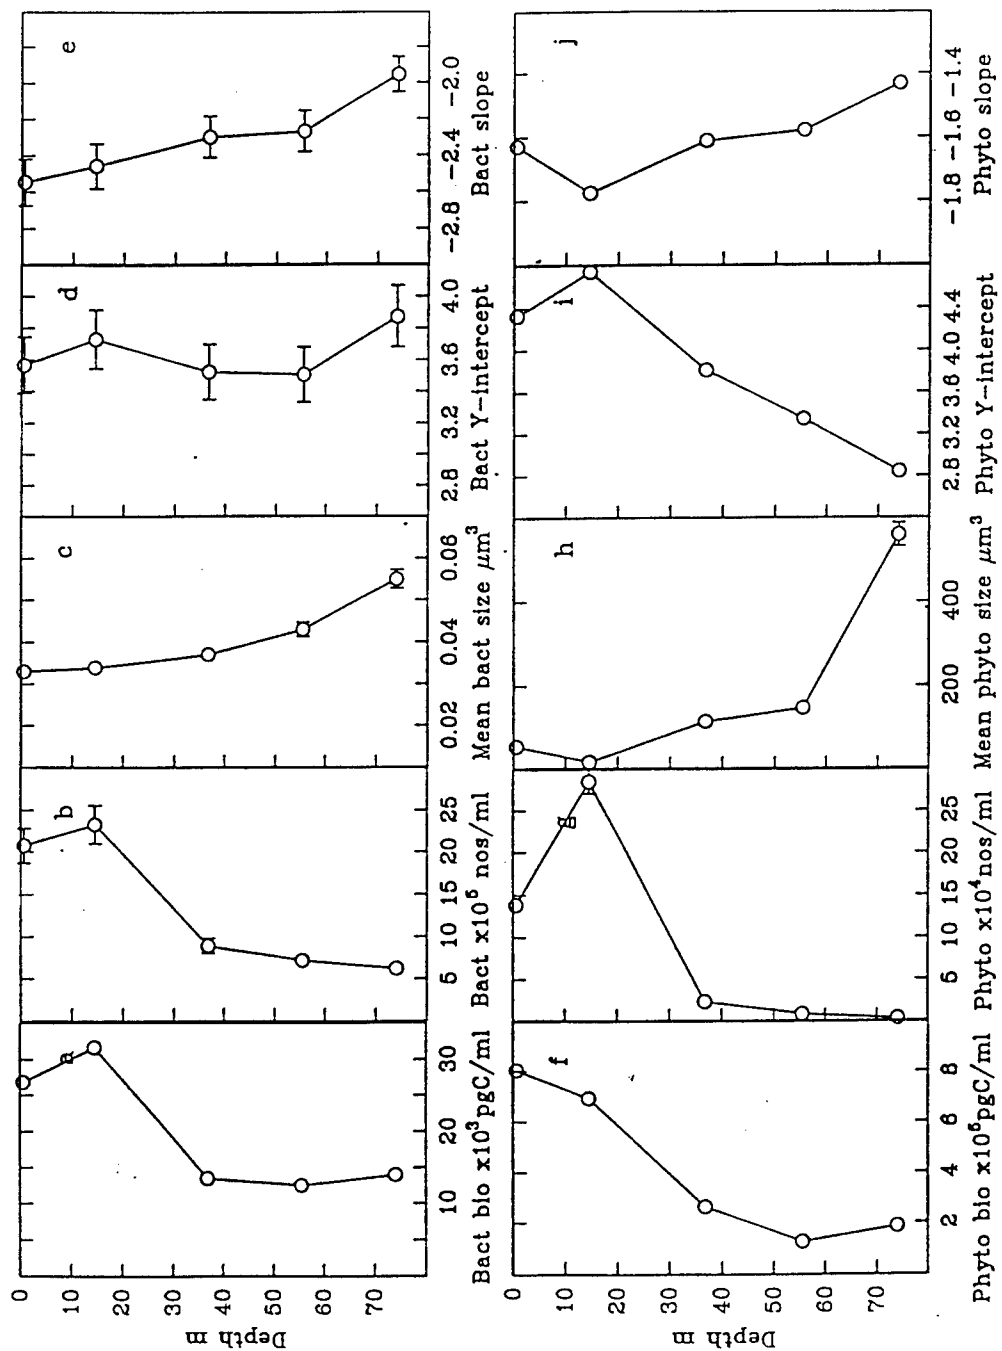 a
b
c
d
e
Depth m
0
10
20
30
40
50
60
70
10 20 30
5 10 15 20 25
0.02 0.04 0.06
2.8 3.2 3.6 4.0
−2.8 −2.4 −2.0
Bact bio x10³pgC/ml
Bact x10⁵ nos/ml
Mean bact size μm³
Bact Y−intercept
Bact slope
f
g
h
i
j
Depth m
0
10
20
30
40
50
60
70
2 4 6 8
5 10 15 20 25
200 400
2.8 3.2 3.6 4.0 4.4
−1.8 −1.6 −1.4
Phyto bio x10⁵pgC/ml
Phyto x10⁴nos/ml
Mean phyto size μm³
Phyto Y−intercept
Phyto slope